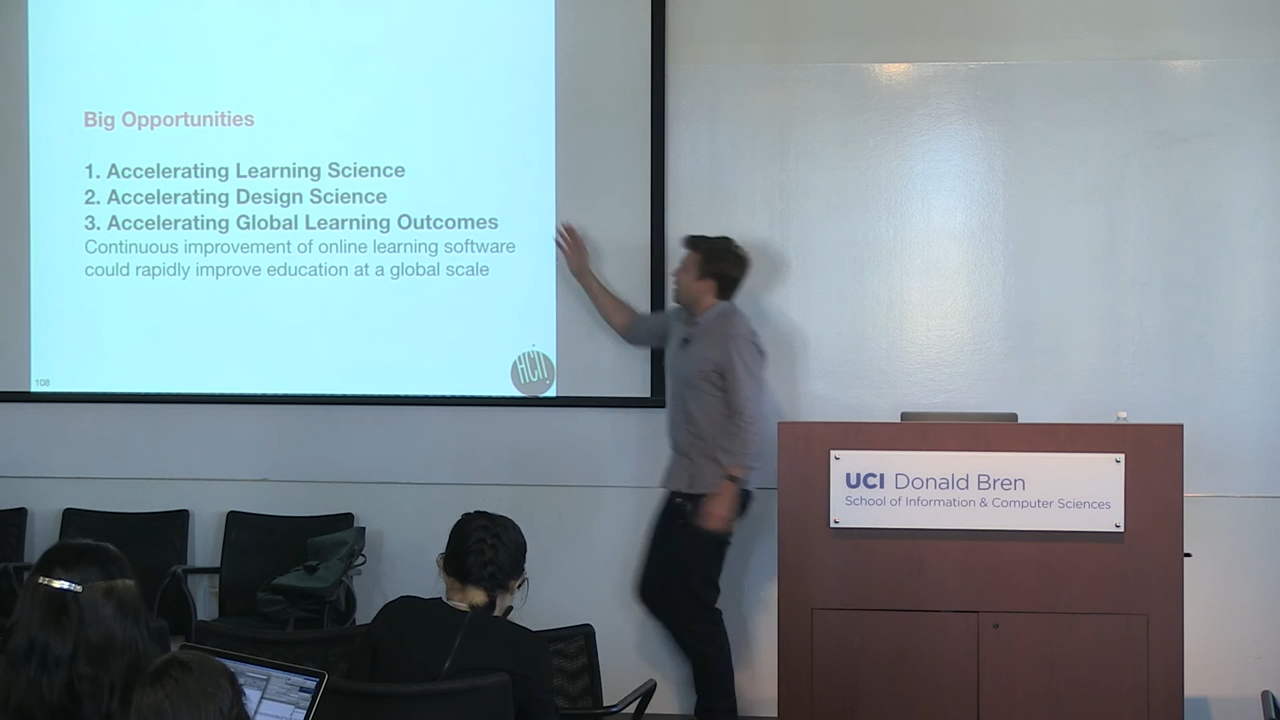 Big Opportunities
1. Accelerating Learning Science
2. Accelerating Design Science
3. Accelerating Global Learning Outcomes
Continuous improvement of online learning software
could rapidly improve education at a global scale
108
HCII
UCI Donald Bren
School of Information & Computer Sciences